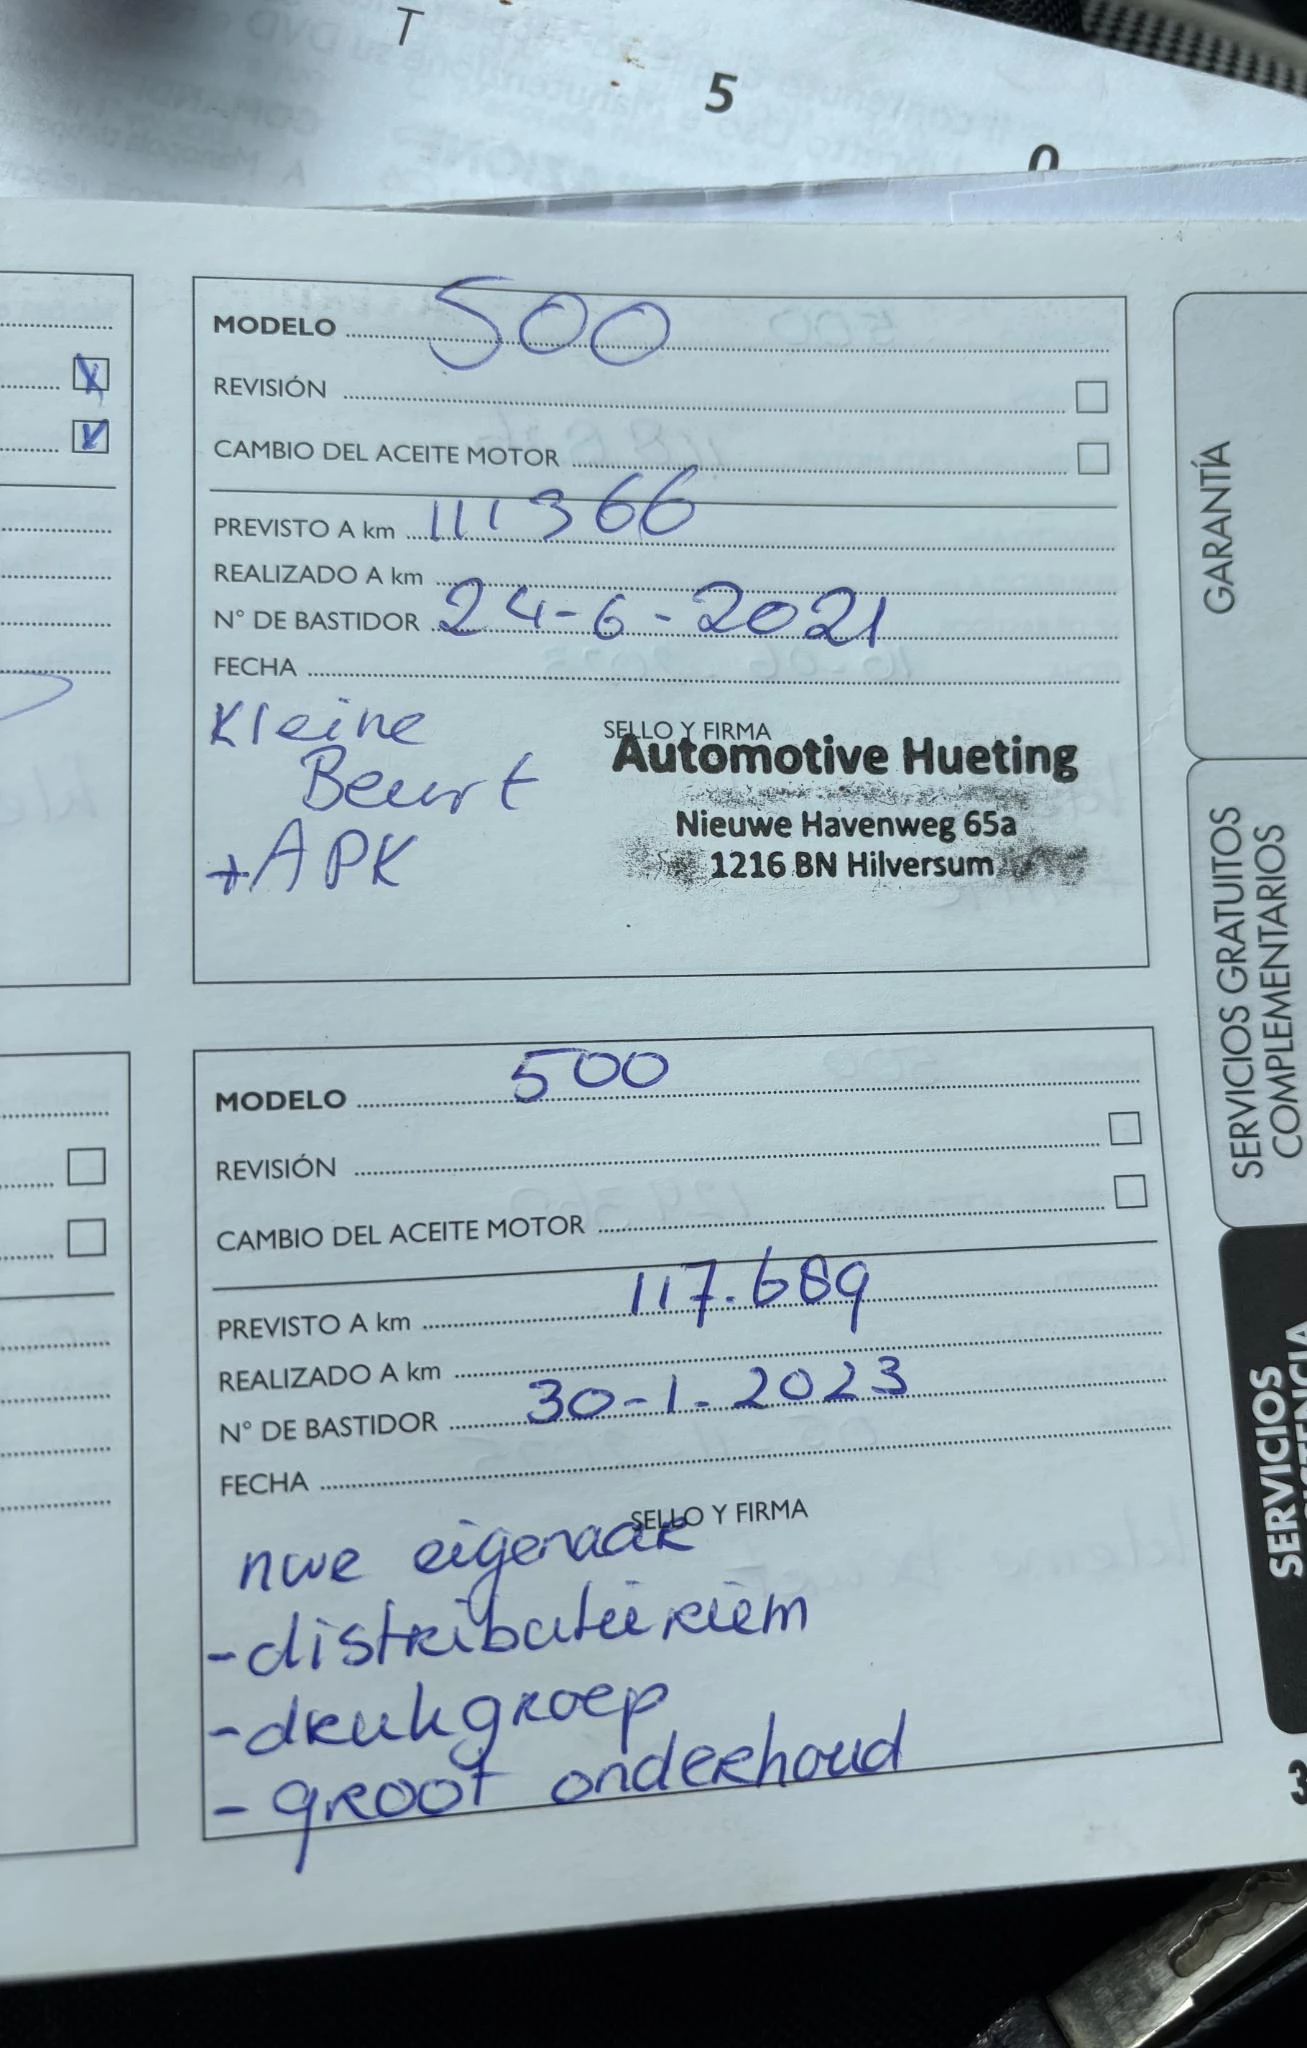 T
5
0
MODELO 500
REVISIÓN
CAMBIO DEL ACEITE MOTOR
PREVISTO A km 111366
REALIZADO A km
N° DE BASTIDOR 24-6-2021
FECHA
Kleine
Beurt
+ APK
SELLO Y FIRMA
Automotive Hueting
Nieuwe Havenweg 65a
1216 BN Hilversum
MODELO 500
REVISIÓN
CAMBIO DEL ACEITE MOTOR
PREVISTO A km 117.689
REALIZADO A km
N° DE BASTIDOR 30-1-2023
FECHA
SELLO Y FIRMA
nwe eigenaar
- distributieriem
- drukgroep
- groot onderhoud
GARANTÍA
SERVICIOS GRATUITOS
COMPLEMENTARIOS
SERVICIOS
3